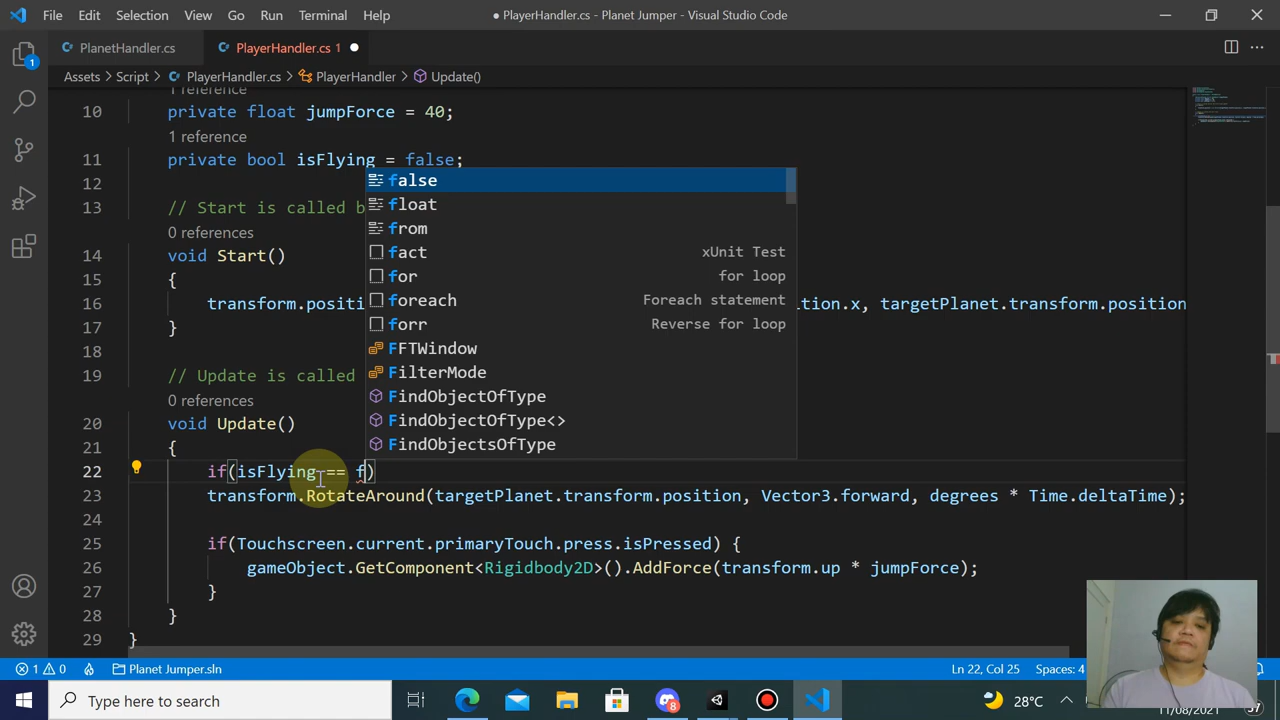 File Edit Selection View Go Run Terminal Help
● PlayerHandler.cs - Planet Jumper - Visual Studio Code
PlanetHandler.cs
PlayerHandler.cs 1 ●
Assets > Script > PlayerHandler.cs > PlayerHandler > Update()
1 reference
10 private float jumpForce = 40;
1 reference
11 private bool isFlying = false;
12
13 // Start is called b
0 references
14 void Start()
15 {
16 transform.positi
ition.x, targetPlanet.transform.position
17 }
18
19 // Update is called
0 references
20 void Update()
21 {
22 if(isFlying == f)
23 transform.RotateAround(targetPlanet.transform.position, Vector3.forward, degrees * Time.deltaTime);
24
25 if(Touchscreen.current.primaryTouch.press.isPressed) {
26 gameObject.GetComponent<Rigidbody2D>().AddForce(transform.up * jumpForce);
27 }
28 }
29 }
false
float
from
fact xUnit Test
for for loop
foreach Foreach statement
forr Reverse for loop
FFTWindow
FilterMode
FindObjectOfType
FindObjectOfType<>
FindObjectsOfType
1
1 0 Planet Jumper.sln
Ln 22, Col 25 Spaces: 4
Type here to search
8
28°C
11/08/2021
37